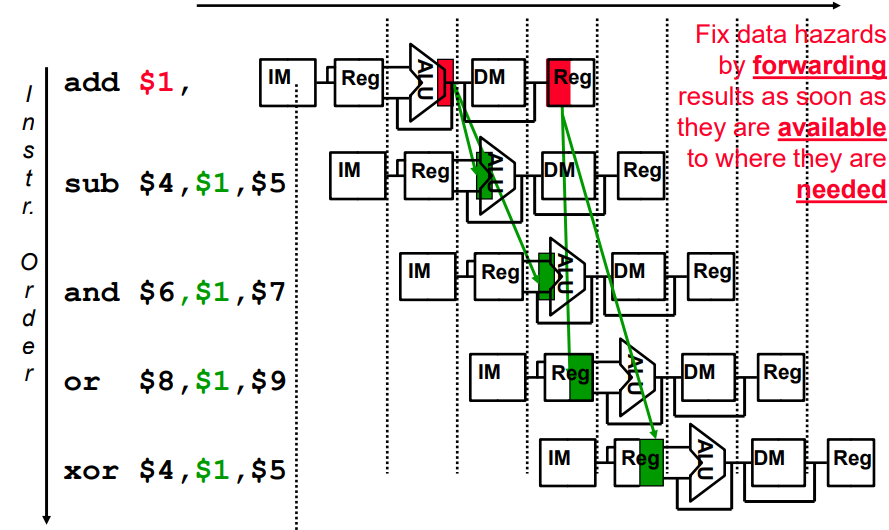 Fix data hazards
by forwarding
results as soon as
they are available
to where they are
needed
Instr. Order
add $1,
IM Reg ALU DM Reg
sub $4,$1,$5
IM Reg ALU DM Reg
and $6,$1,$7
IM Reg ALU DM Reg
or $8,$1,$9
IM Reg ALU DM Reg
xor $4,$1,$5
IM Reg ALU DM Reg